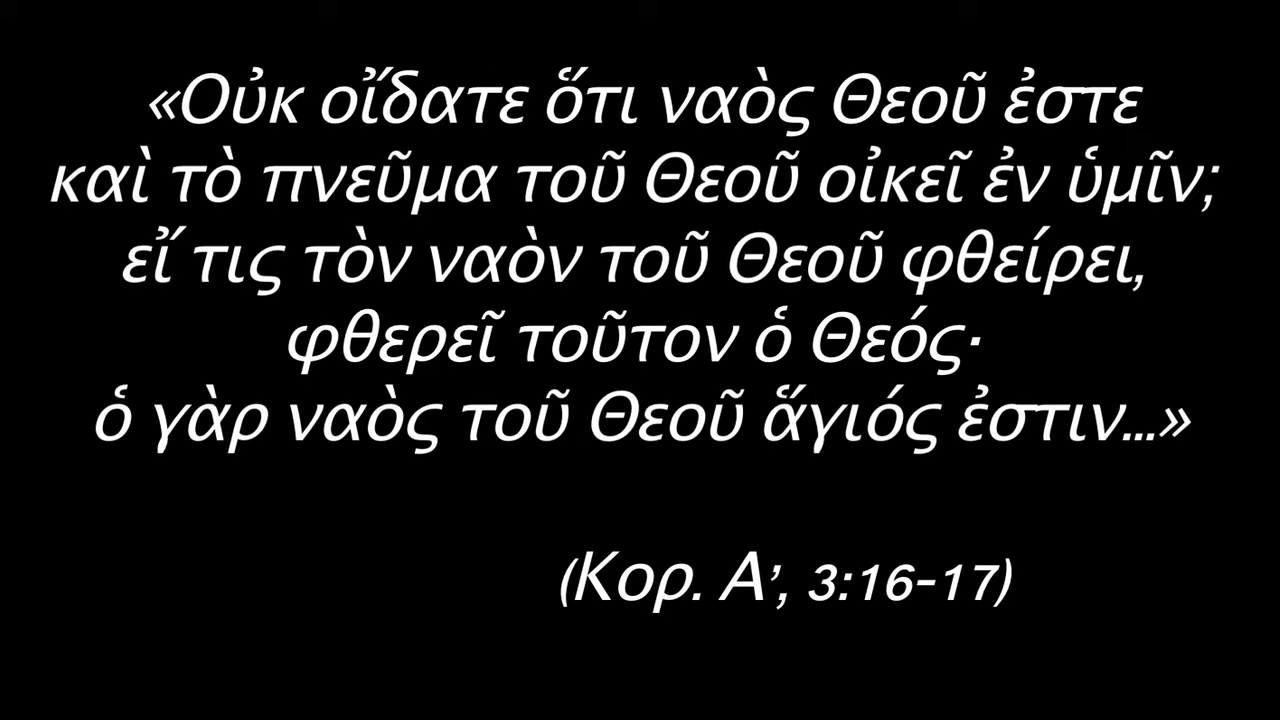 «Οὐκ οἴδατε ὅτι ναὸς Θεοῦ ἐστε
καὶ τὸ πνεῦμα τοῦ Θεοῦ οἰκεῖ ἐν ὑμῖν;
εἴ τις τὸν ναὸν τοῦ Θεοῦ φθείρει,
φθερεῖ τοῦτον ὁ Θεός·
ὁ γὰρ ναὸς τοῦ Θεοῦ ἅγιός ἐστιν...»
(Κορ. Α’, 3:16-17)